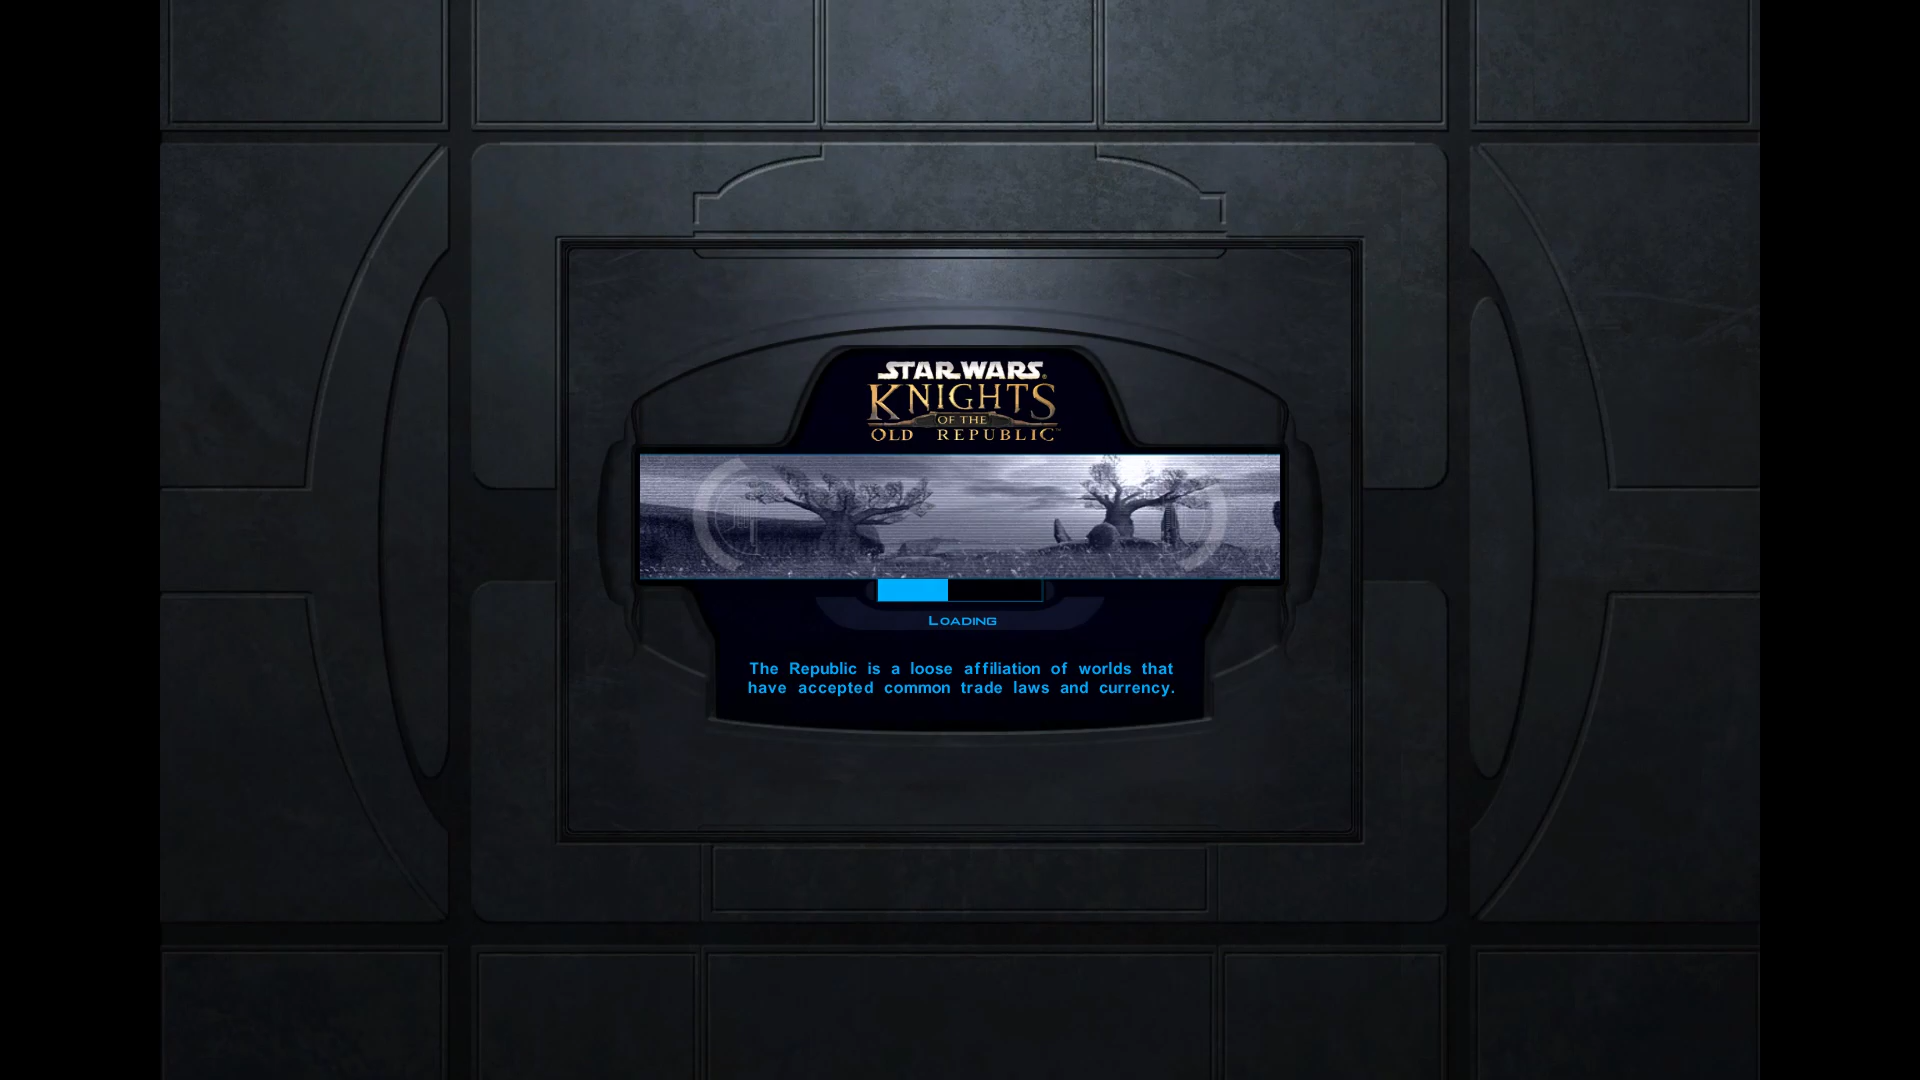 STAR WARS
KNIGHTS
OF THE
OLD REPUBLIC™
LOADING
The Republic is a loose affiliation of worlds that
have accepted common trade laws and currency.